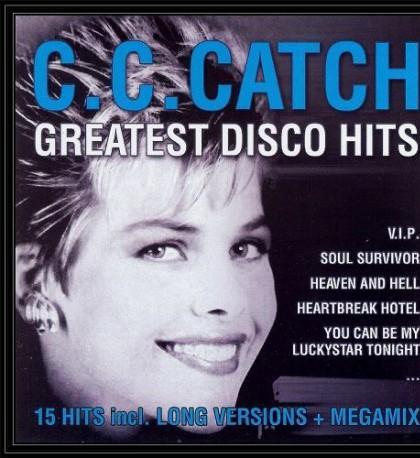 C.C.CATCH
GREATEST DISCO HITS
V.I.P.
SOUL SURVIVOR
HEAVEN AND HELL
HEARTBREAK HOTEL
YOU CAN BE MY
LUCKYSTAR TONIGHT
...
15 HITS incl. LONG VERSIONS + MEGAMIX